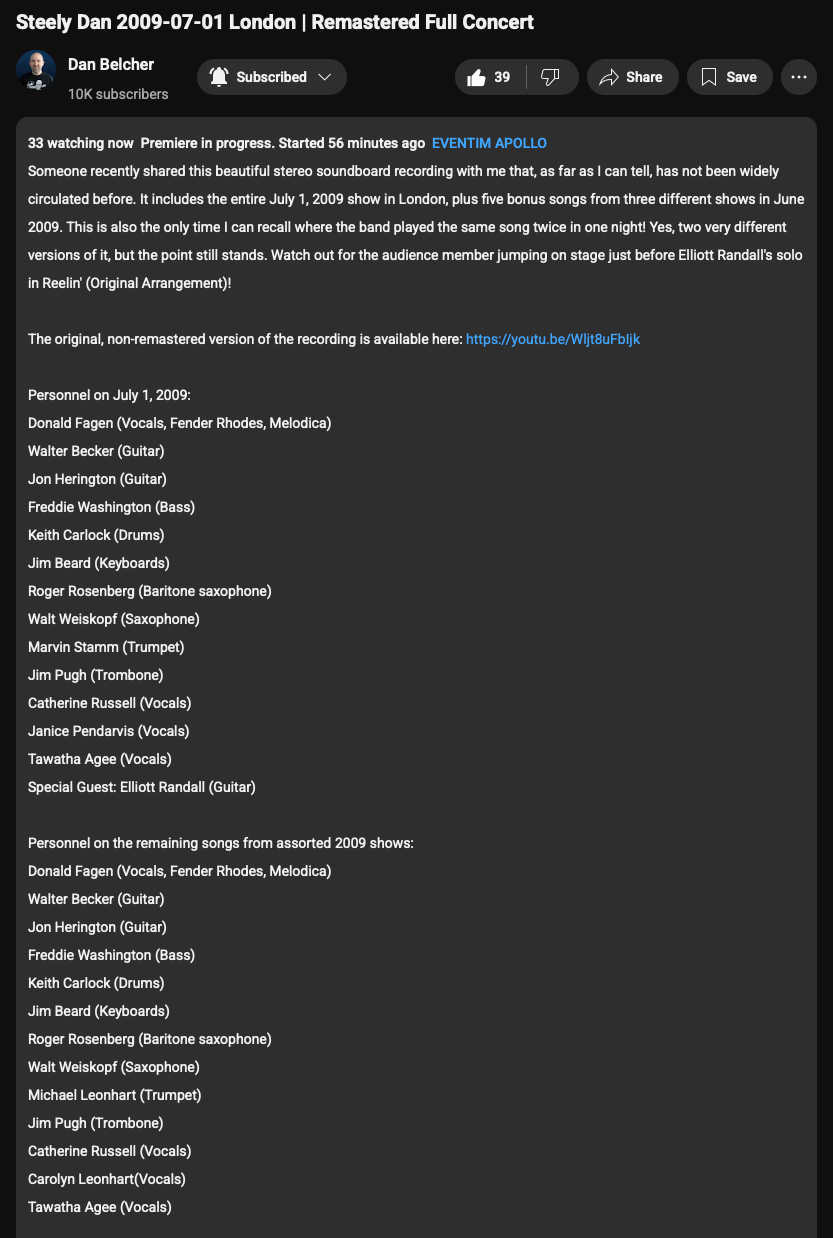 Steely Dan 2009-07-01 London | Remastered Full Concert
Dan Belcher
10K subscribers
Subscribed
39
Share
Save
33 watching now Premiere in progress. Started 56 minutes ago EVENTIM APOLLO
Someone recently shared this beautiful stereo soundboard recording with me that, as far as I can tell, has not been widely
circulated before. It includes the entire July 1, 2009 show in London, plus five bonus songs from three different shows in June
2009. This is also the only time I can recall where the band played the same song twice in one night! Yes, two very different
versions of it, but the point still stands. Watch out for the audience member jumping on stage just before Elliott Randall's solo
in Reelin' (Original Arrangement)!
The original, non-remastered version of the recording is available here: https://youtu.be/Wljt8uFbIjk
Personnel on July 1, 2009:
Donald Fagen (Vocals, Fender Rhodes, Melodica)
Walter Becker (Guitar)
Jon Herington (Guitar)
Freddie Washington (Bass)
Keith Carlock (Drums)
Jim Beard (Keyboards)
Roger Rosenberg (Baritone saxophone)
Walt Weiskopf (Saxophone)
Marvin Stamm (Trumpet)
Jim Pugh (Trombone)
Catherine Russell (Vocals)
Janice Pendarvis (Vocals)
Tawatha Agee (Vocals)
Special Guest: Elliott Randall (Guitar)
Personnel on the remaining songs from assorted 2009 shows:
Donald Fagen (Vocals, Fender Rhodes, Melodica)
Walter Becker (Guitar)
Jon Herington (Guitar)
Freddie Washington (Bass)
Keith Carlock (Drums)
Jim Beard (Keyboards)
Roger Rosenberg (Baritone saxophone)
Walt Weiskopf (Saxophone)
Michael Leonhart (Trumpet)
Jim Pugh (Trombone)
Catherine Russell (Vocals)
Carolyn Leonhart(Vocals)
Tawatha Agee (Vocals)